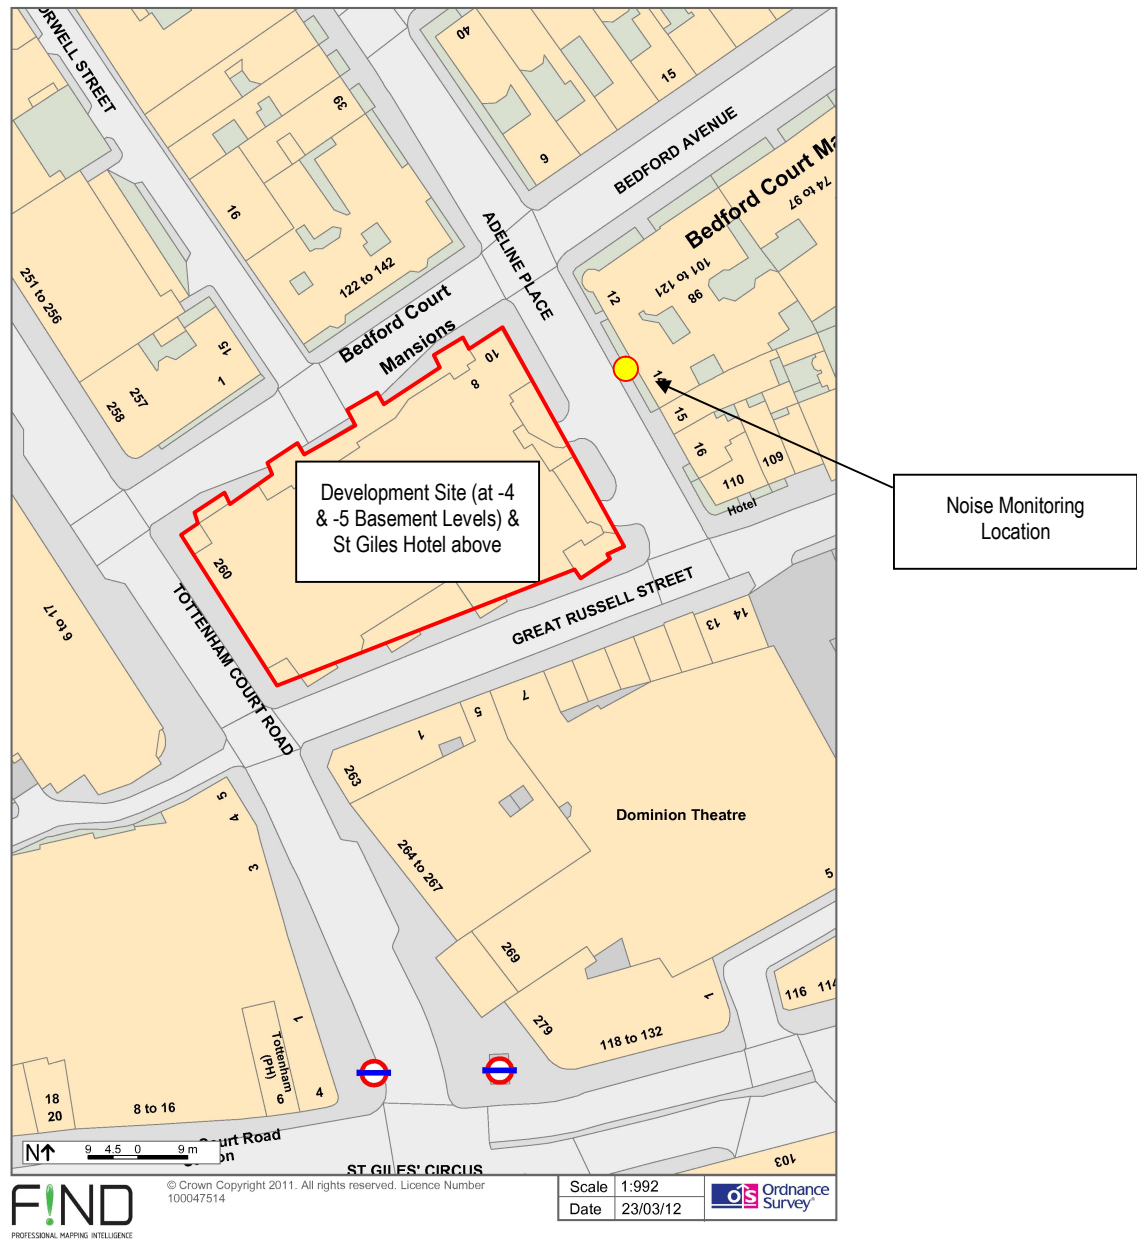 ORWELL STREET
40
15
39
6
BEDFORD AVENUE
Bedford Court Ma
74 to 97
16
ADELINE PLACE
101 to 121
98
12
251 to 256
122 to 142
Bedford Court
Mansions
10
8
15
1
257
258
15
16
109
110
Hotel
Development Site (at -4
& -5 Basement Levels) &
St Giles Hotel above
Noise Monitoring
Location
260
GREAT RUSSELL STREET
TOTTENHAM COURT ROAD
9 to 17
14
13
7
5
1
263
5
4
3
Dominion Theatre
264 to 267
5
269
279
118 to 132
1
116
114
1
Tottenham
(PH)
6
4
18
20
8 to 16
Court Road
ST GILES' CIRCUS
103
N
9 4.5 0 9 m
F!ND
PROFESSIONAL MAPPING INTELLIGENCE
© Crown Copyright 2011. All rights reserved. Licence Number
100047514
Scale 1:992
Date 23/03/12
os Ordnance
Survey®